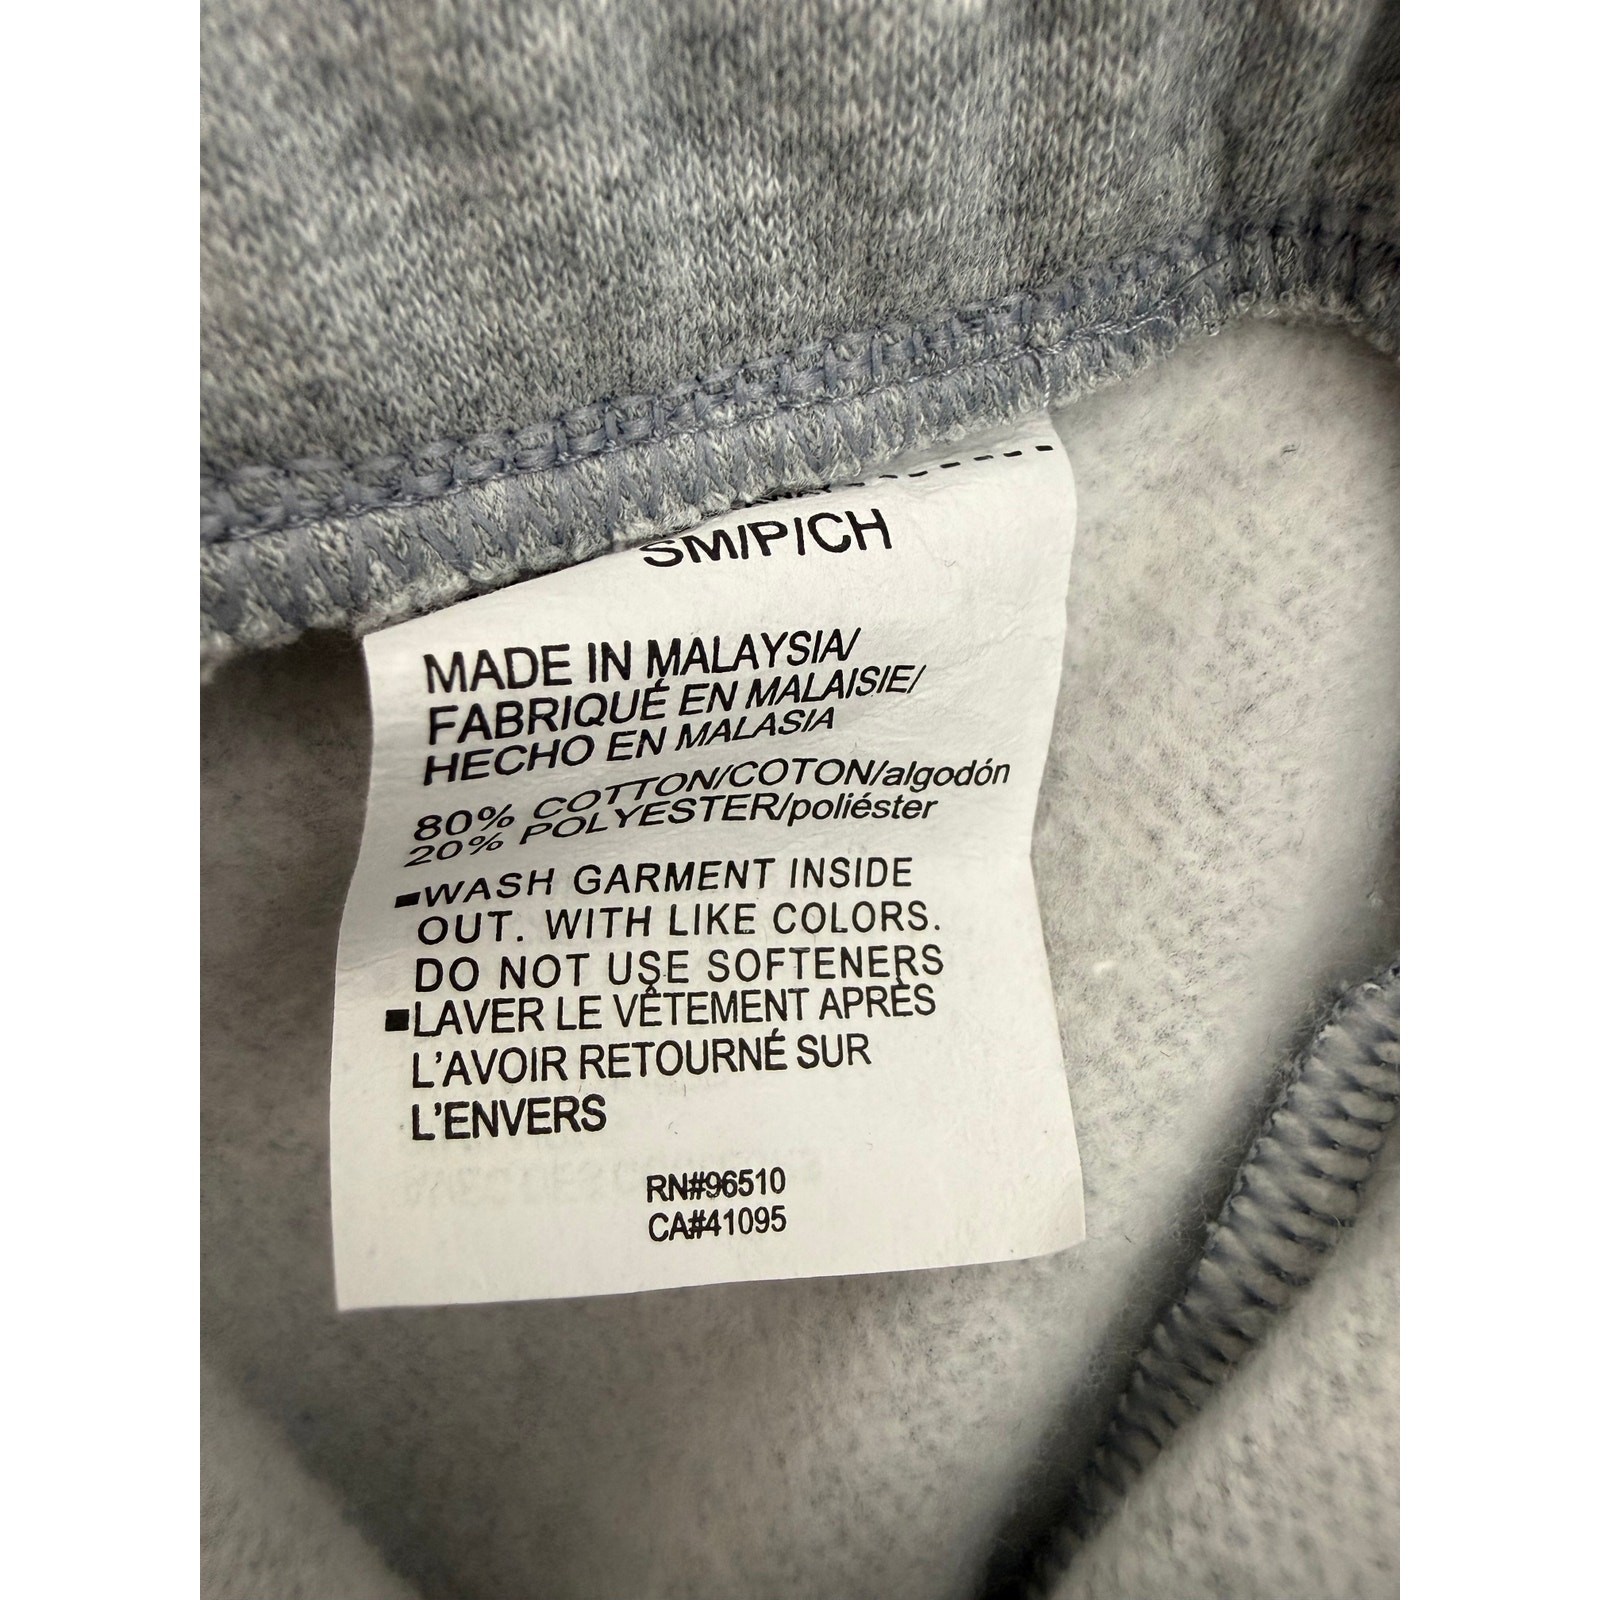 SM/P/CH
MADE IN MALAYSIA/
FABRIQUÉ EN MALAISIE/
HECHO EN MALASIA
80% COTTON/COTON/algodón
20% POLYESTER/poliéster
▪WASH GARMENT INSIDE
OUT. WITH LIKE COLORS.
DO NOT USE SOFTENERS
▪LAVER LE VÊTEMENT APRÈS
L'AVOIR RETOURNÉ SUR
L'ENVERS
RN#96510
CA#41095